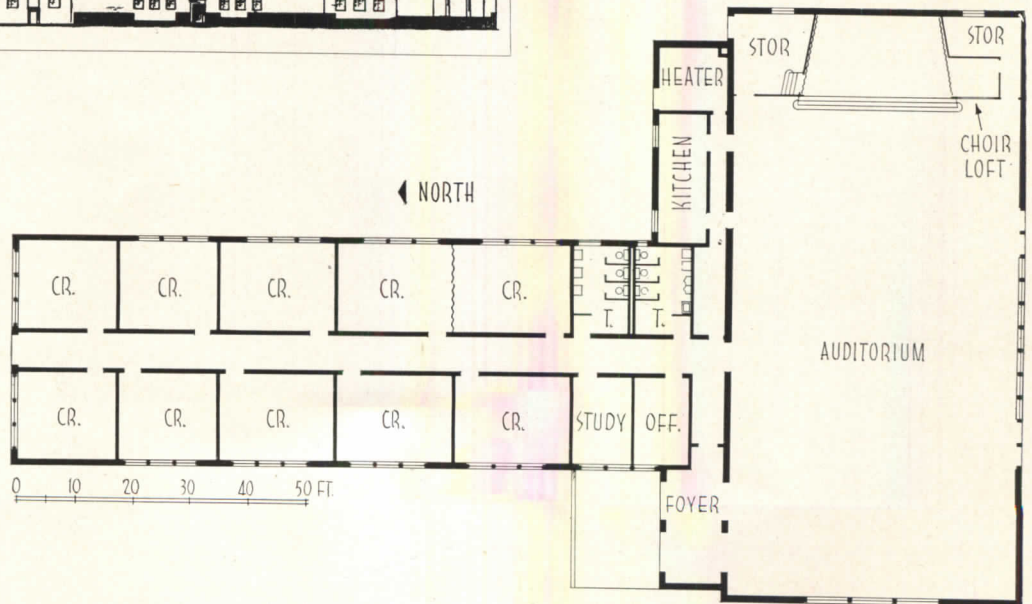 STOR
STOR
HEATER
KITCHEN
CHOIR
LOFT
NORTH
CR.
CR.
CR.
CR.
CR.
T.
T.
AUDITORIUM
CR.
CR.
CR.
CR.
CR.
STUDY
OFF.
0 10 20 30 40 50 FT.
FOYER